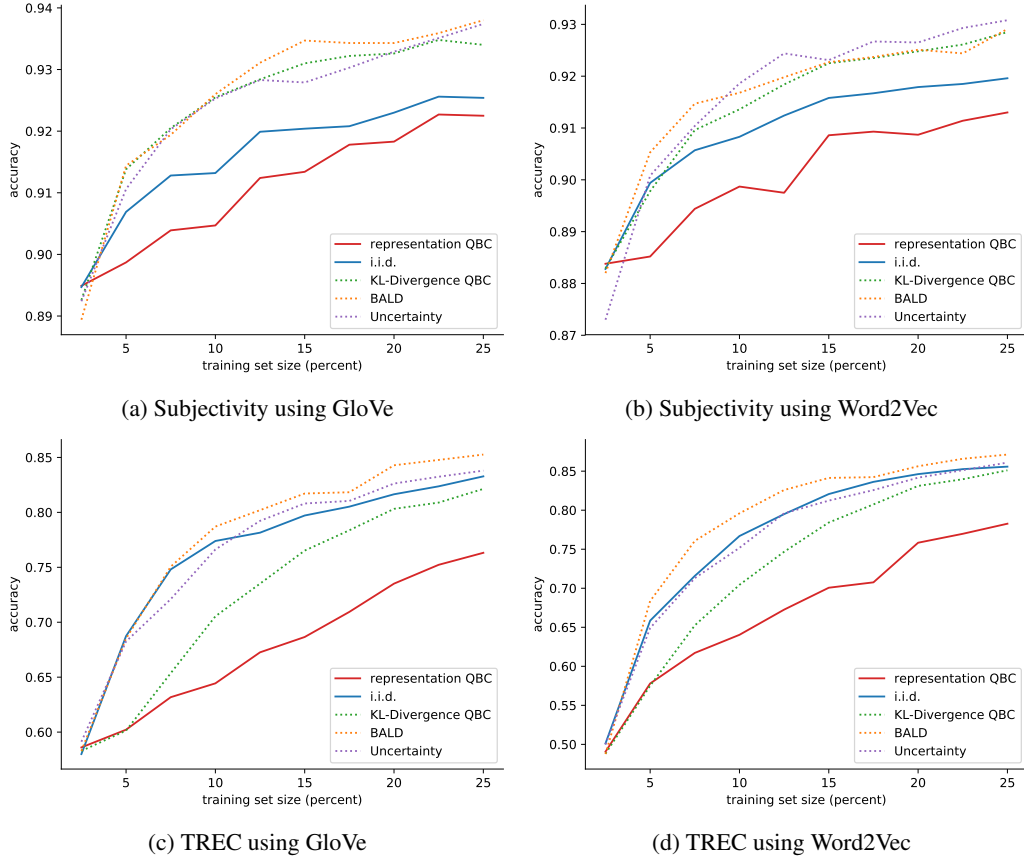 0.94
0.93
0.92
0.91
0.90
0.89
accuracy
5
10
15
20
25
training set size (percent)
representation QBC
i.i.d.
KL-Divergence QBC
BALD
Uncertainty
(a) Subjectivity using GloVe
0.93
0.92
0.91
0.90
0.89
0.88
0.87
accuracy
5
10
15
20
25
training set size (percent)
representation QBC
i.i.d.
KL-Divergence QBC
BALD
Uncertainty
(b) Subjectivity using Word2Vec
0.85
0.80
0.75
0.70
0.65
0.60
accuracy
5
10
15
20
25
training set size (percent)
representation QBC
i.i.d.
KL-Divergence QBC
BALD
Uncertainty
(c) TREC using GloVe
0.85
0.80
0.75
0.70
0.65
0.60
0.55
0.50
accuracy
5
10
15
20
25
training set size (percent)
representation QBC
i.i.d.
KL-Divergence QBC
BALD
Uncertainty
(d) TREC using Word2Vec